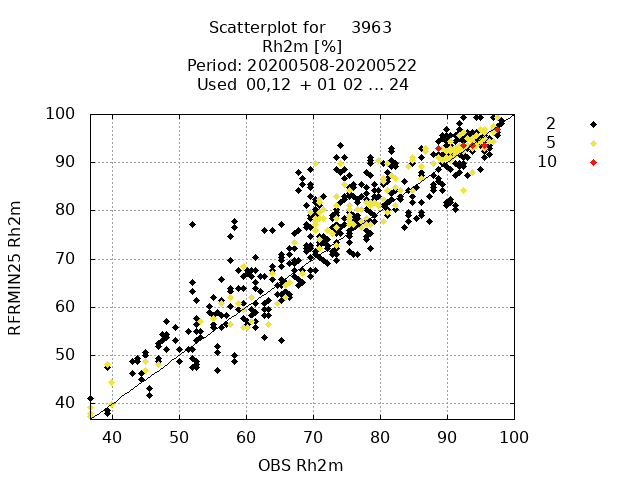 Scatterplot for 3963
Rh2m [%]
Period: 20200508-20200522
Used 00,12 + 01 02 ... 24
100
90
80
70
60
50
40
40 50 60 70 80 90 100
RFRMIN25 Rh2m
OBS Rh2m
2
5
10